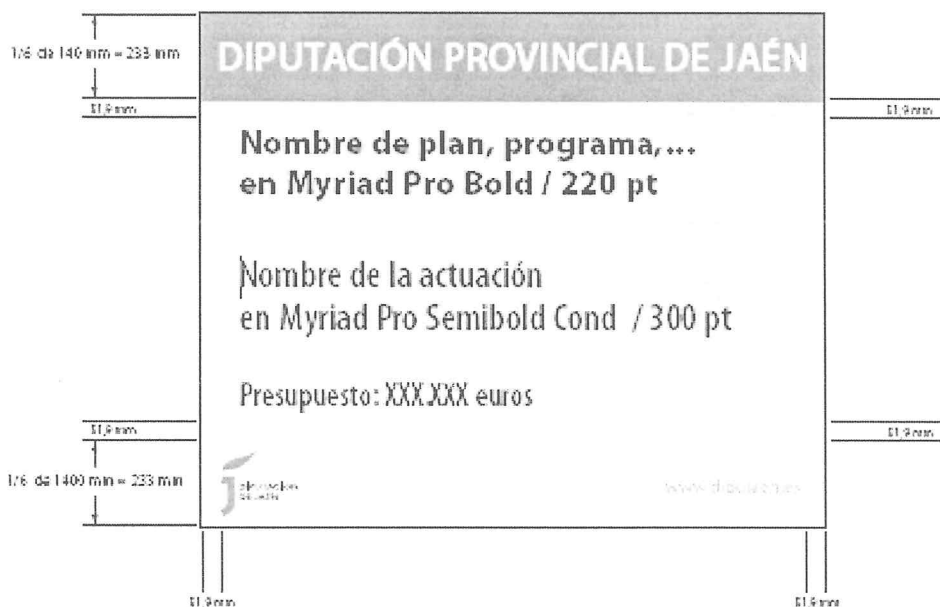 1/6 de 140 mm = 233 mm
51,9 mm
51,9 mm
DIPUTACIÓN PROVINCIAL DE JAÉN
Nombre de plan, programa,...
en Myriad Pro Bold / 220 pt
Nombre de la actuación
en Myriad Pro Semibold Cond / 300 pt
Presupuesto: XXX.XXX euros
51,9 mm
51,9 mm
1/6 de 1400 mm = 233 mm
51,9 mm
51,9 mm